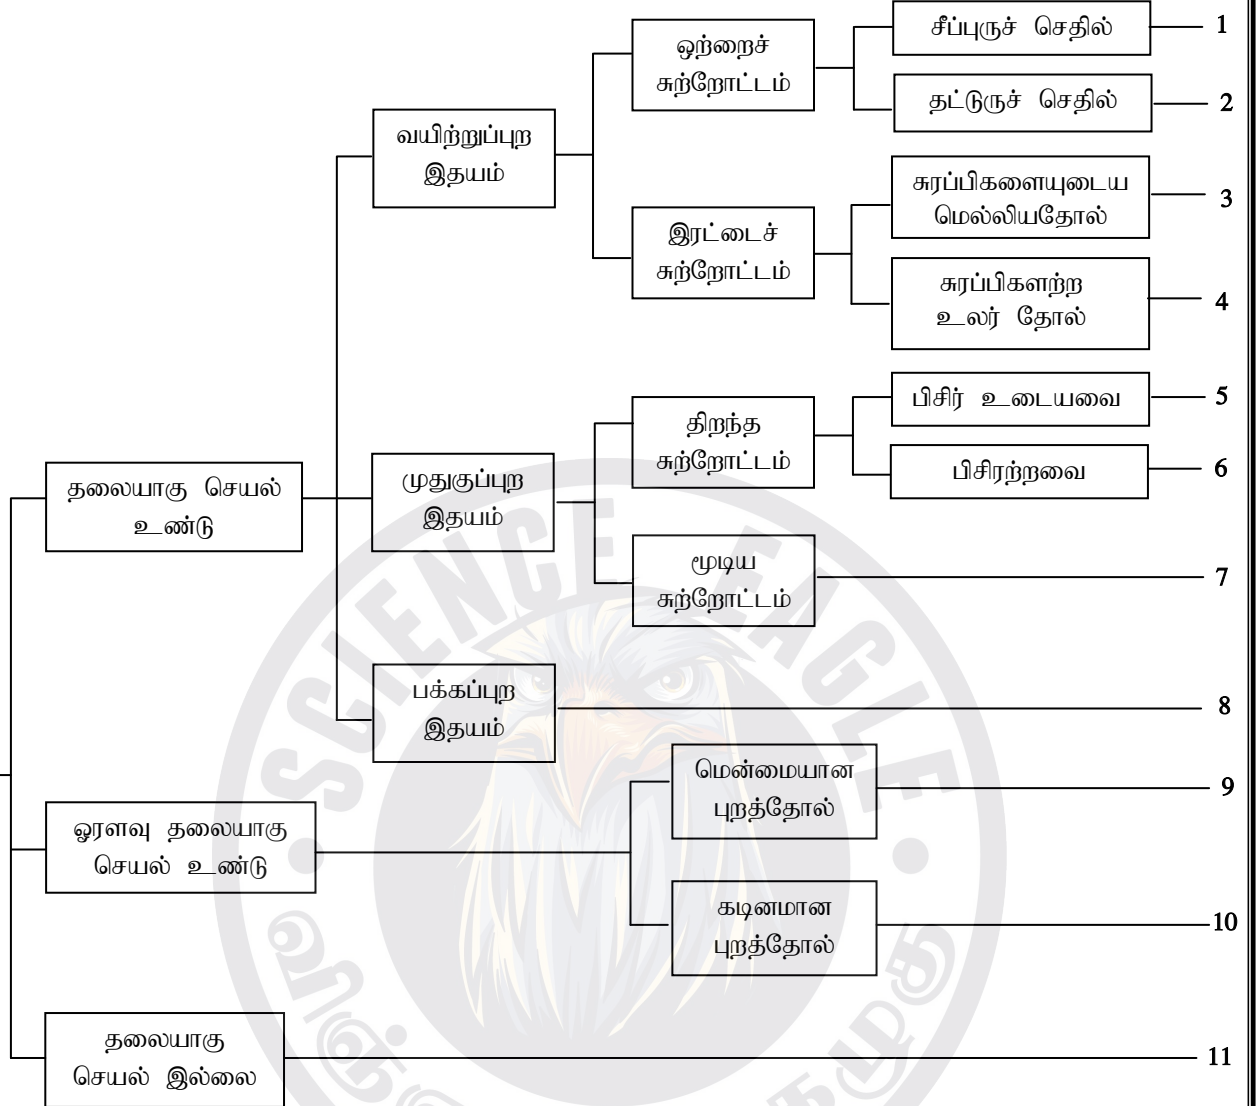 ஒற்றைச்
சுற்றோட்டம்
சீப்புருச் செதில்
1
தட்டுருச் செதில்
2
வயிற்றுப்புற
இதயம்
சுரப்பிகளையுடைய
மெல்லியதோல்
3
இரட்டைச்
சுற்றோட்டம்
சுரப்பிகளற்ற
உலர் தோல்
4
பிசிர் உடையவை
5
திறந்த
சுற்றோட்டம்
பிசிரற்றவை
6
தலையாகு செயல்
உண்டு
முதுகுப்புற
இதயம்
மூடிய
சுற்றோட்டம்
7
பக்கப்புற
இதயம்
8
மென்மையான
புறத்தோல்
9
ஓரளவு தலையாகு
செயல் உண்டு
கடினமான
புறத்தோல்
10
தலையாகு
செயல் இல்லை
11
SCIENCE EAGLE